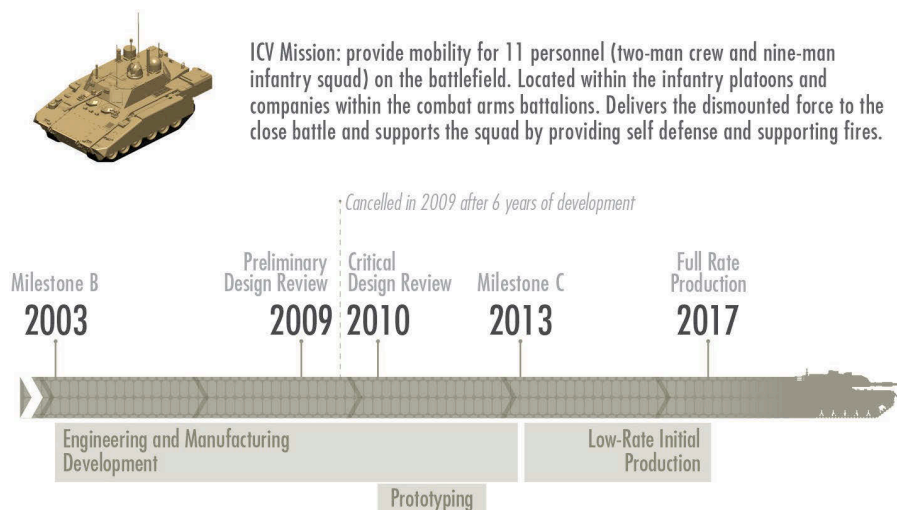 ICV Mission: provide mobility for 11 personnel (two-man crew and nine-man
infantry squad) on the battlefield. Located within the infantry platoons and
companies within the combat arms battalions. Delivers the dismounted force to the
close battle and supports the squad by providing self defense and supporting fires.
Cancelled in 2009 after 6 years of development
Milestone B
2003
Preliminary
Design Review
2009
Critical
Design Review
2010
Milestone C
2013
Full Rate
Production
2017
Engineering and Manufacturing
Development
Low-Rate Initial
Production
Prototyping